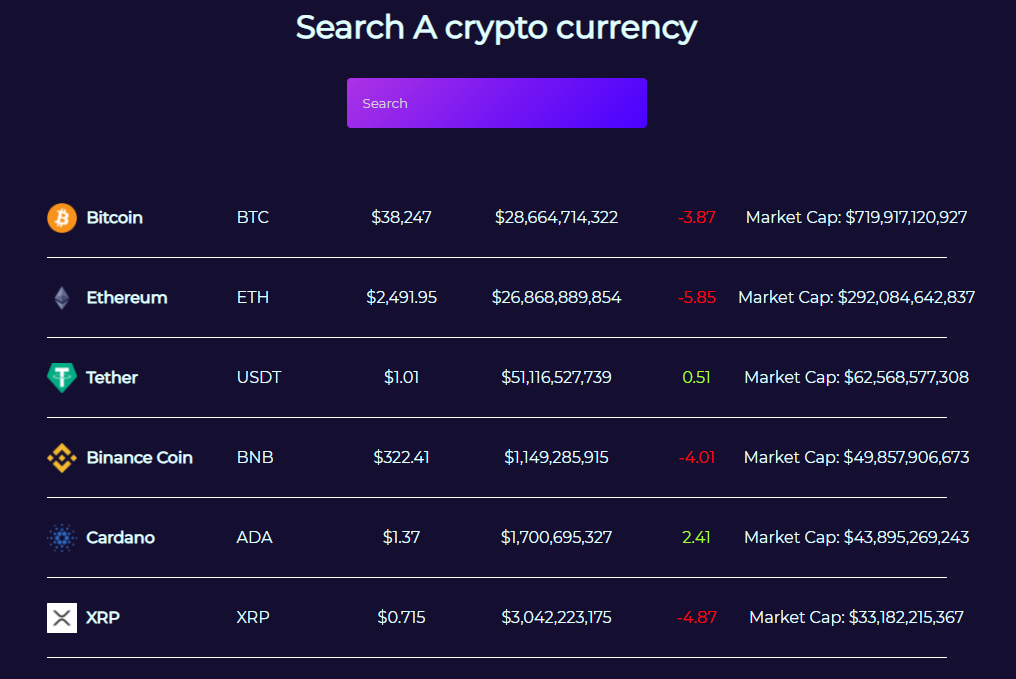 Search A crypto currency
Search
Bitcoin BTC $38,247 $28,664,714,322 -3.87 Market Cap: $719,917,120,927
Ethereum ETH $2,491.95 $26,868,889,854 -5.85 Market Cap: $292,084,642,837
Tether USDT $1.01 $51,116,527,739 0.51 Market Cap: $62,568,577,308
Binance Coin BNB $322.41 $1,149,285,915 -4.01 Market Cap: $49,857,906,673
Cardano ADA $1.37 $1,700,695,327 2.41 Market Cap: $43,895,269,243
XRP XRP $0.715 $3,042,223,175 -4.87 Market Cap: $33,182,215,367